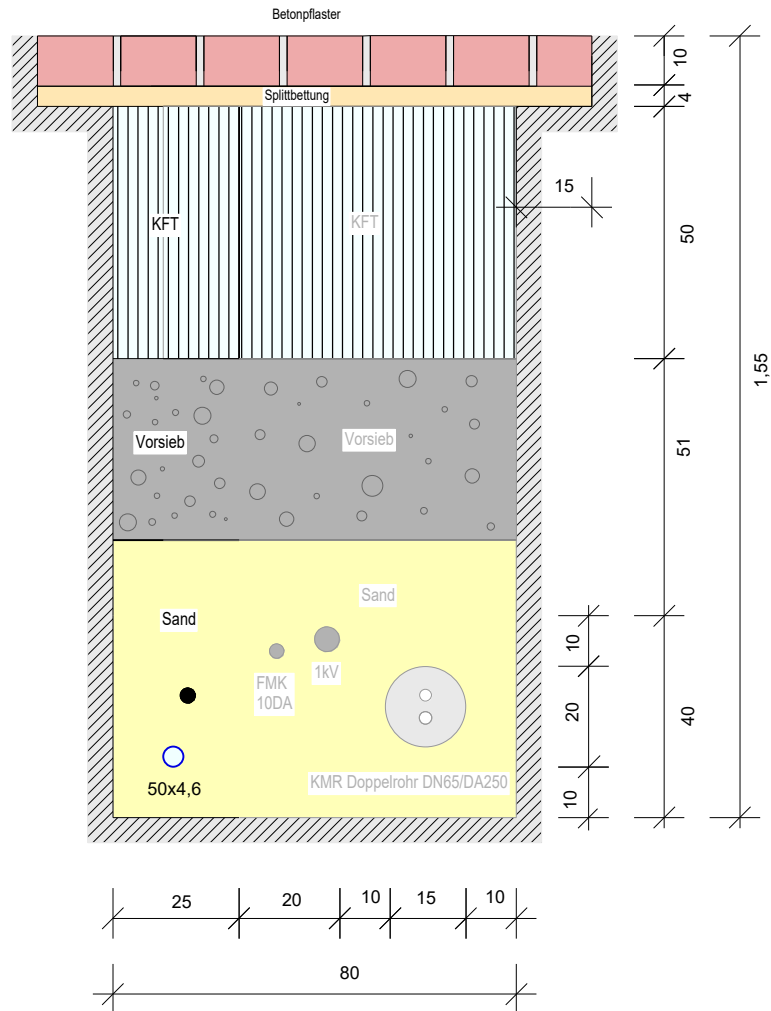 Betonpflaster
10
Splittbettung
4
15
KFT
KFT
50
1,55
Vorsieb
Vorsieb
51
Sand
Sand
10
1kV
FMK
10DA
20
40
KMR Doppelrohr DN65/DA250
50x4,6
10
25
20
10
15
10
80